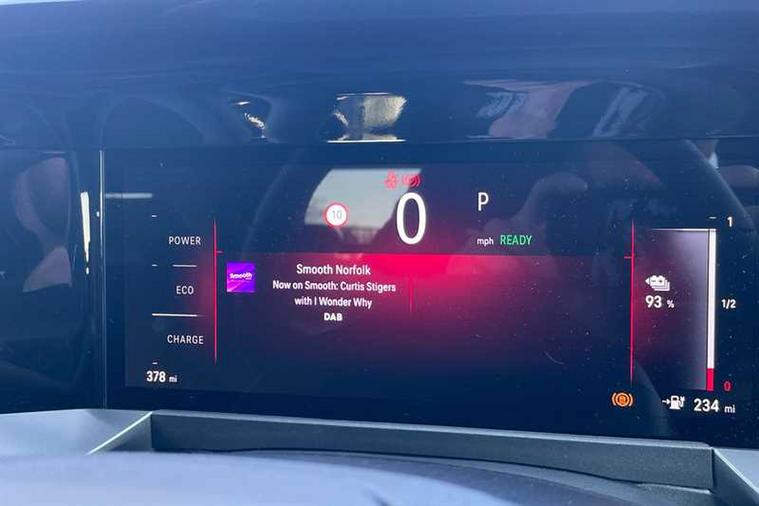 10
0
P
mph READY
POWER
ECO
CHARGE
378 mi
Smooth
Smooth Norfolk
Now on Smooth: Curtis Stigers
with I Wonder Why
DAB
1
93 %
1/2
0
234 mi